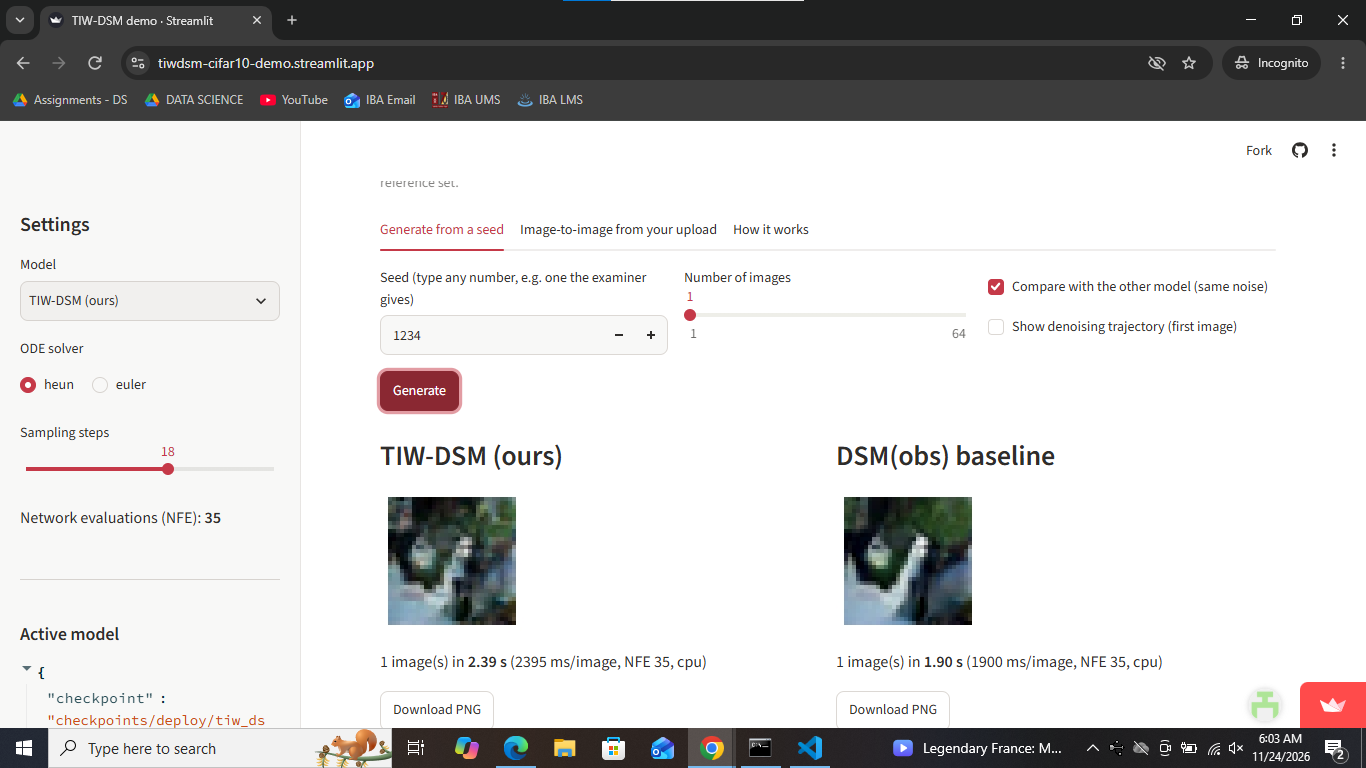 TIW-DSM demo · Streamlit
tiwdsm-cifar10-demo.streamlit.app
Incognito
Assignments - DS
DATA SCIENCE
YouTube
IBA Email
IBA UMS
IBA LMS
Fork
Settings
Model
TIW-DSM (ours)
ODE solver
heun
euler
Sampling steps
18
Network evaluations (NFE): 35
Active model
{
"checkpoint" :
"checkpoints/deploy/tiw_ds
reference set.
Generate from a seed
Image-to-image from your upload
How it works
Seed (type any number, e.g. one the examiner
gives)
1234
Number of images
1
1
64
Compare with the other model (same noise)
Show denoising trajectory (first image)
Generate
TIW-DSM (ours)
1 image(s) in 2.39 s (2395 ms/image, NFE 35, cpu)
Download PNG
DSM(obs) baseline
1 image(s) in 1.90 s (1900 ms/image, NFE 35, cpu)
Download PNG
Type here to search
Legendary France: M...
6:03 AM
11/24/2026
2